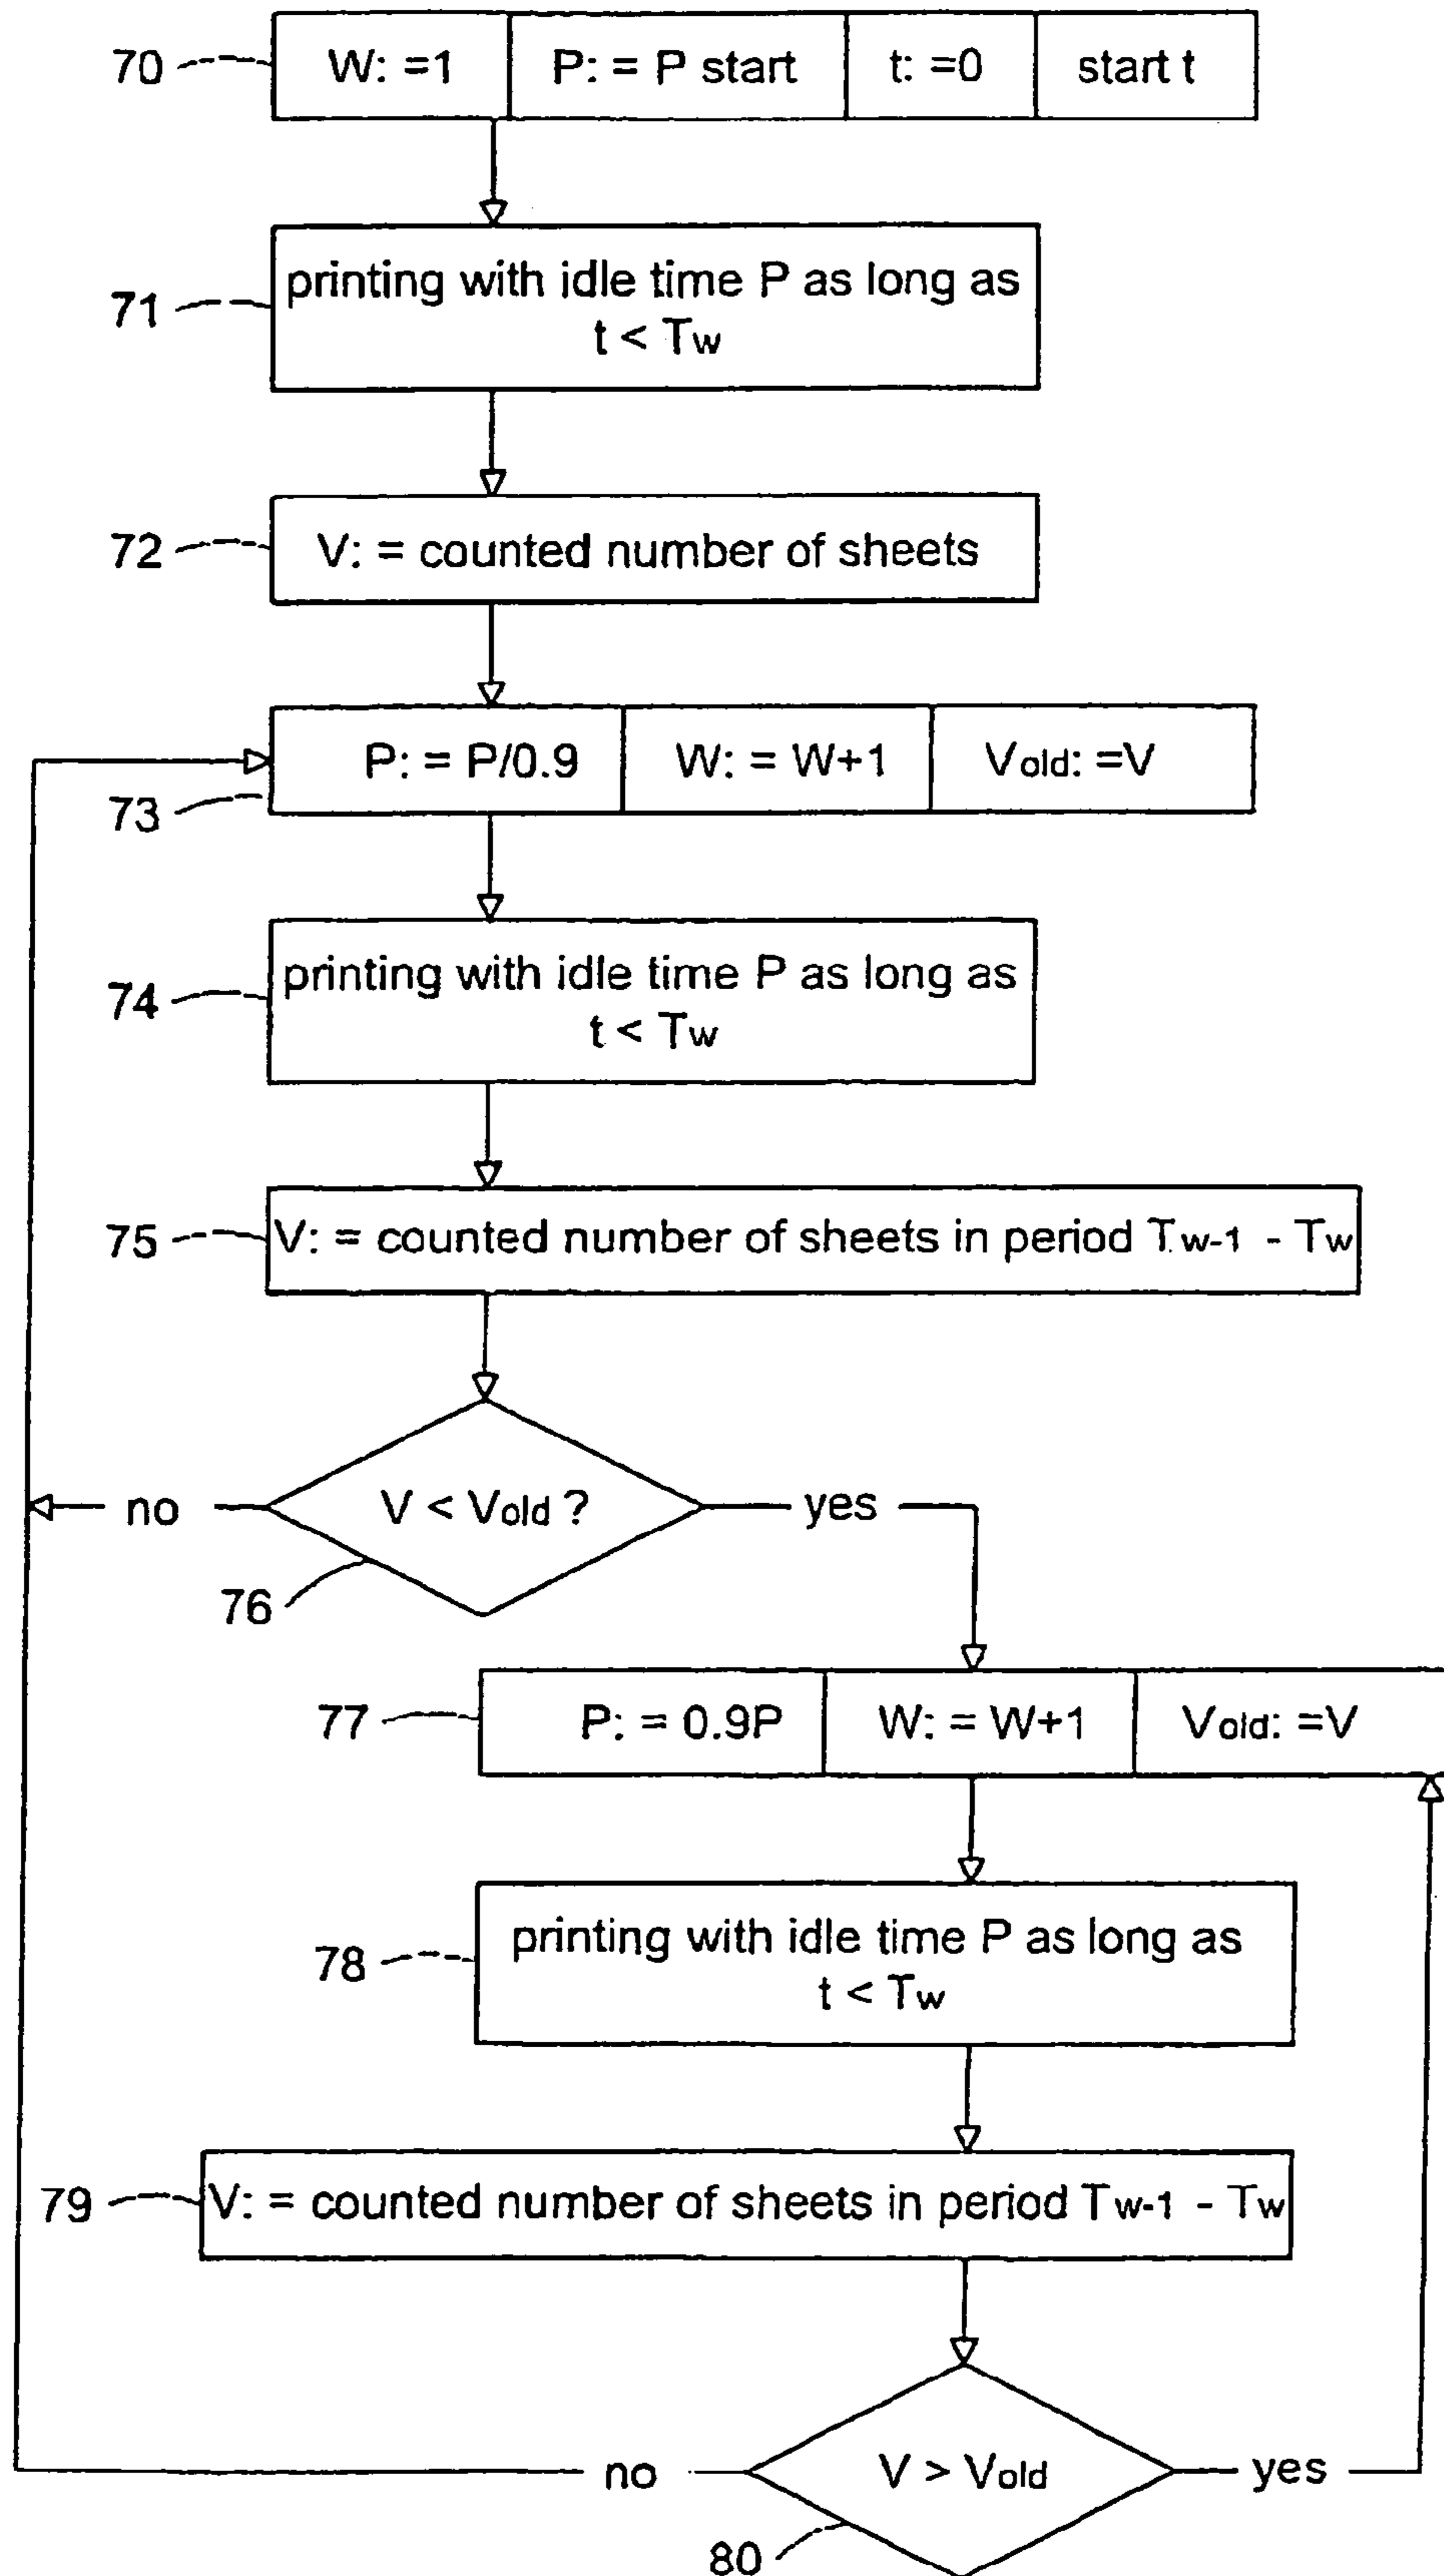 70
W: =1
P: = P start
t: =0
start t
71
printing with idle time P as long as
t < Tw
72
V: = counted number of sheets
73
P: = P/0.9
W: = W+1
Vold: =V
74
printing with idle time P as long as
t < Tw
75
V: = counted number of sheets in period Tw-1 - Tw
no
V < Vold ?
yes
76
77
P: = 0.9P
W: = W+1
Vold: =V
78
printing with idle time P as long as
t < Tw
79
V: = counted number of sheets in period Tw-1 - Tw
no
V > Vold
yes
80